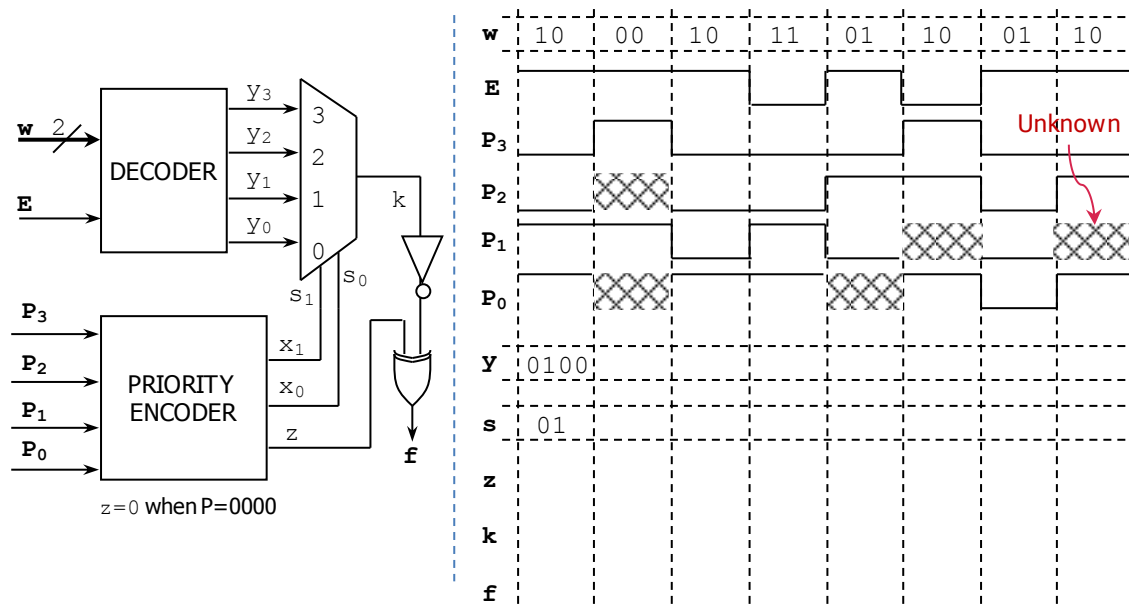 w 10 00 10 11 01 10 01 10
E
P3
Unknown
P2
P1
P0
Y 0100
s 01
z
k
f
w 2
E
DECODER
y3
y2
y1
y0
3
2
1
0
s1
s0
k
P3
P2
P1
P0
PRIORITY
ENCODER
x1
x0
z
f
z=0 when P=0000